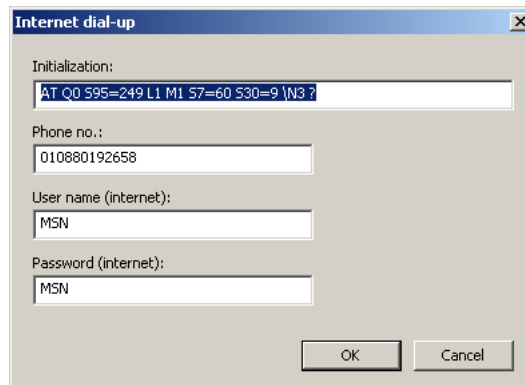 Internet dial-up
Initialization:
AT Q0 S95=249 L1 M1 S7=60 S30=9 \N3 ?
Phone no.:
010880192658
User name (internet):
MSN
Password (internet):
MSN
OK Cancel